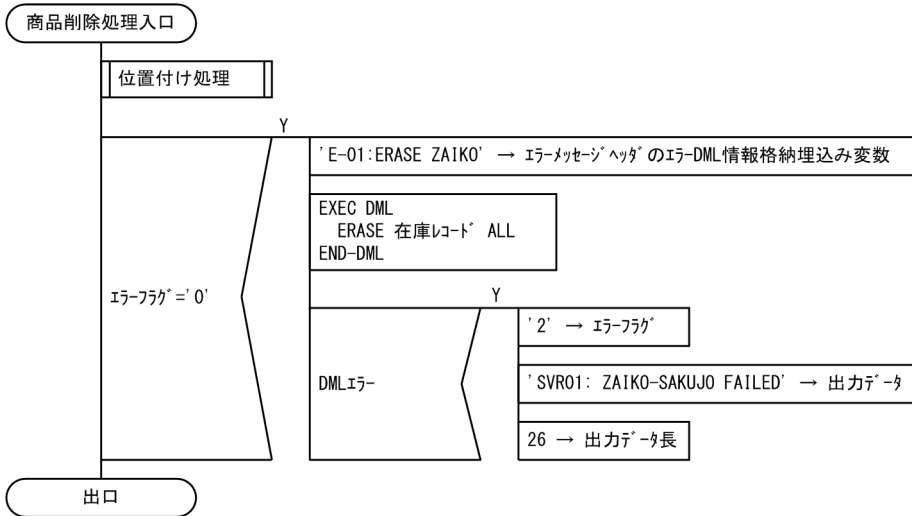 商品削除処理入口
位置付け処理
Y
'E-01:ERASE ZAIKO' → ｴﾗｰﾒｯｾｰｼﾞﾍｯﾀﾞのｴﾗｰDML情報格納埋込み変数
EXEC DML
ERASE 在庫ﾚｺｰﾄﾞ ALL
END-DML
ｴﾗｰﾌﾗｸﾞ='0'
Y
'2' → ｴﾗｰﾌﾗｸﾞ
DMLｴﾗｰ
'SVR01: ZAIKO-SAKUJO FAILED' → 出力ﾃﾞｰﾀ
26 → 出力ﾃﾞｰﾀ長
出口